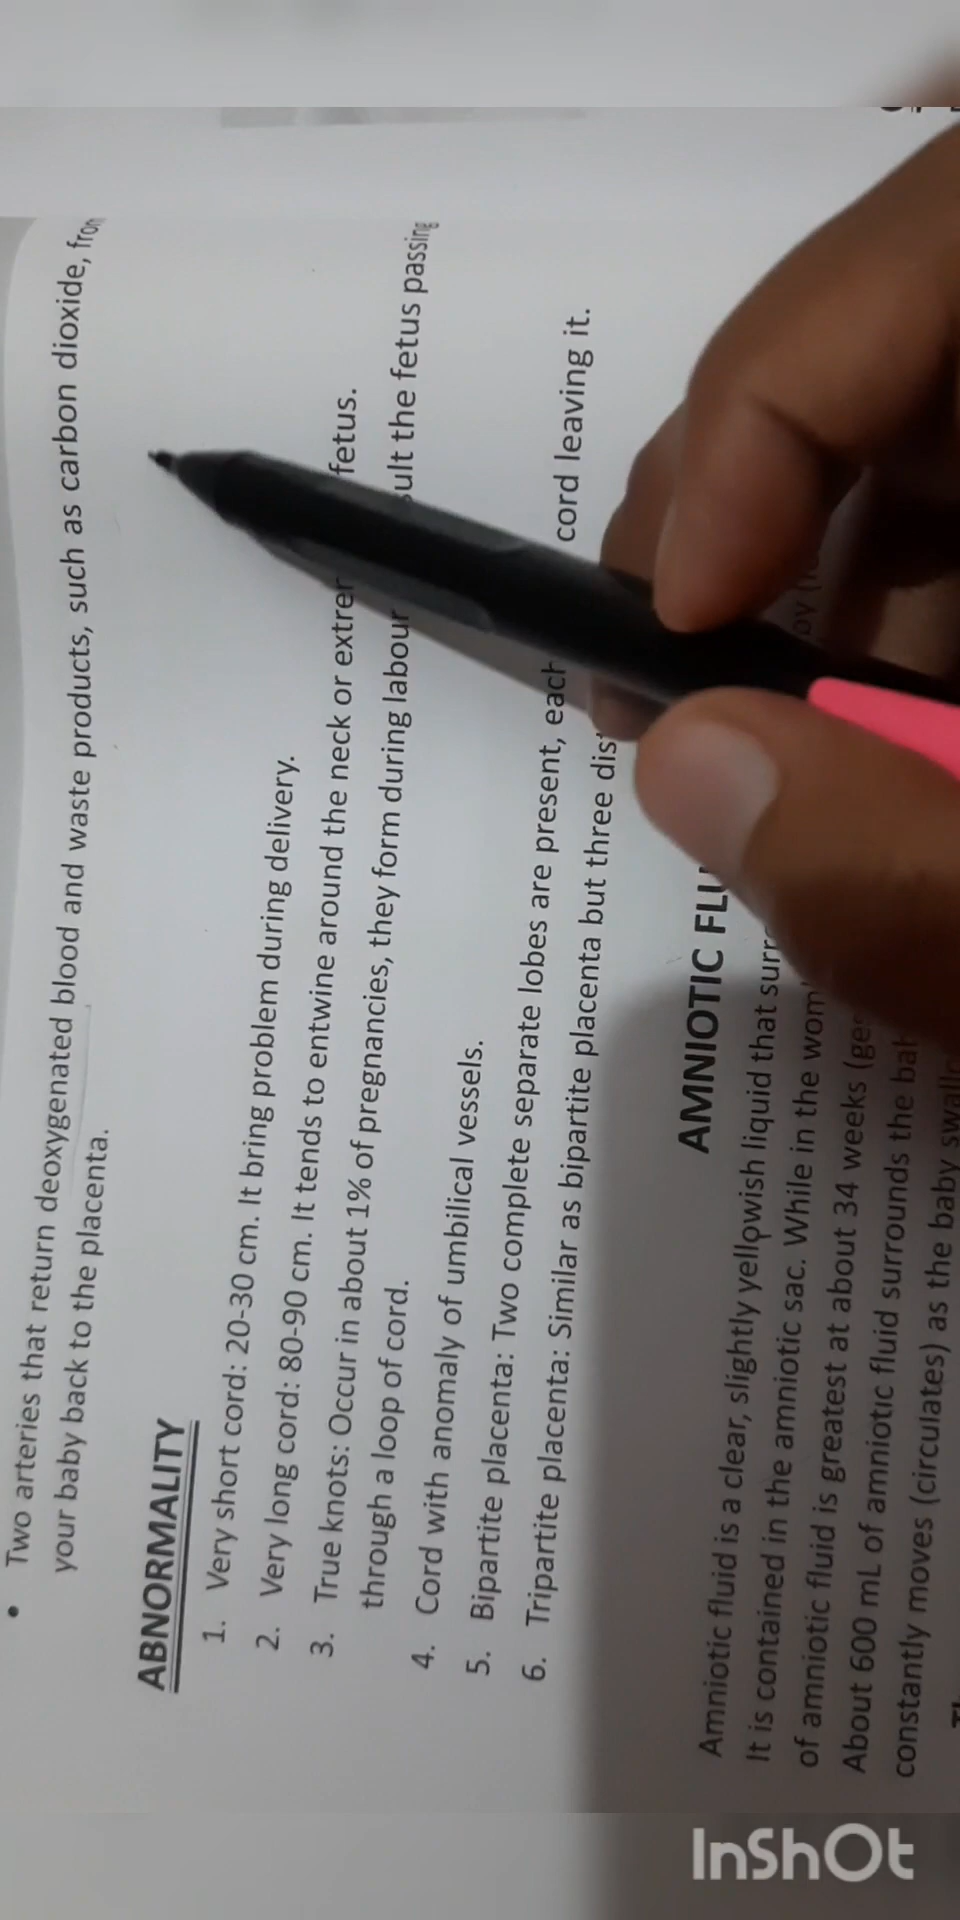 Two arteries that return deoxygenated blood and waste products, such as carbon dioxide, from
your baby back to the placenta.
ABNORMALITY
1. Very short cord: 20-30 cm. It bring problem during delivery.
2. Very long cord: 80-90 cm. It tends to entwine around the neck or fetus.
3. True knots: Occur in about 1% of pregnancies, they form during labour the fetus passing
through a loop of cord.
4. Cord with anomaly of umbilical vessels.
5. Bipartite placenta: Two complete separate lobes are present, each cord leaving it.
6. Tripartite placenta: Similar as bipartite placenta but three
AMNIOTIC
Amniotic fluid is a clear, slightly yellowish liquid that
It is contained in the amniotic sac. While in the
of amniotic fluid is greatest at about 34 weeks
About 600 mL of amniotic fluid surrounds the
constantly moves (circulates) as the baby
InShOt